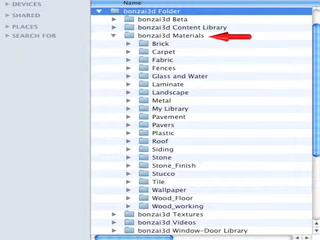 DEVICES
SHARED
PLACES
SEARCH FOR
Name
bonzai3d Folder
bonzai3d Beta
bonzai3d Content Library
bonzai3d Materials
Brick
Carpet
Fabric
Fences
Glass and Water
Laminate
Landscape
Metal
My Library
Pavement
Pavers
Plastic
Roof
Siding
Stone
Stone_Finish
Stucco
Tile
Wallpaper
Wood_Floor
Wood_working
bonzai3d Textures
bonzai3d Videos
bonzai3d Window-Door Library